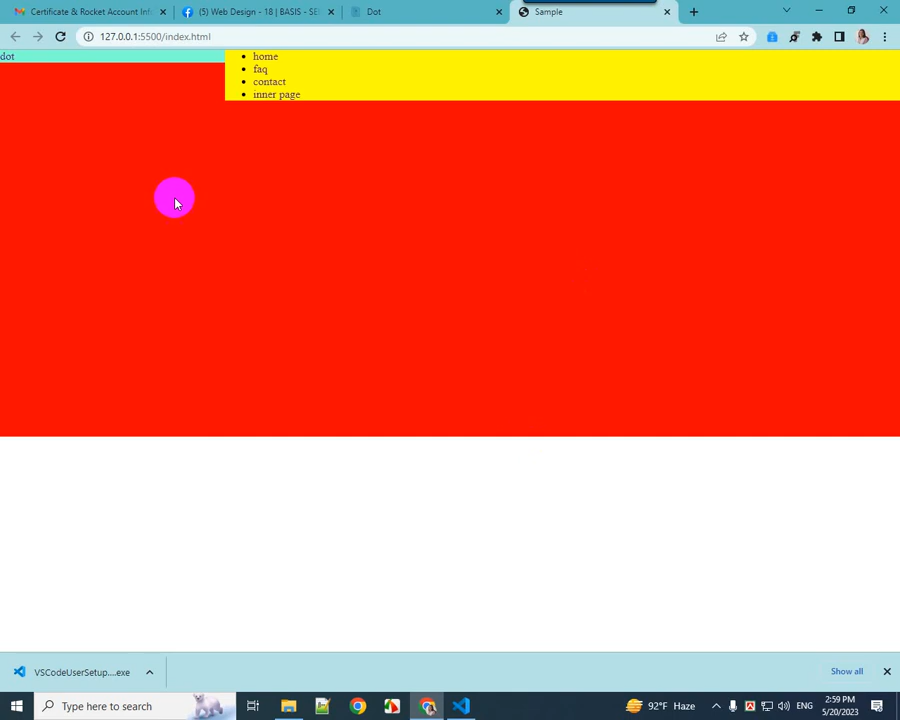 Certificate & Rocket Account Inf
(5) Web Design - 18 | BASIS - SEI
Dot
Sample
127.0.0.1:5500/index.html
dot
home
faq
contact
inner page
VSCodeUserSetup....exe
Show all
Type here to search
92°F Haze
ENG
2:59 PM
5/20/2023